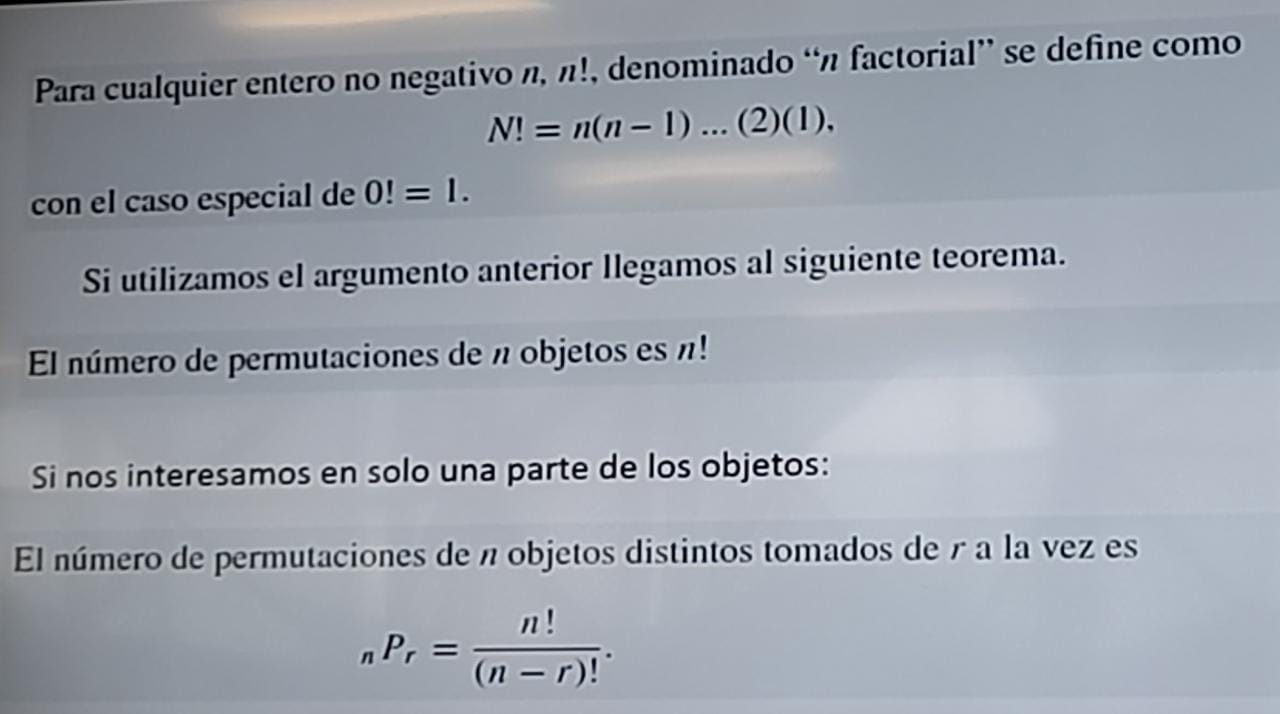 Para cualquier entero no negativo n, n!, denominado “n factorial” se define como
N! = n(n − 1) ... (2)(1),
con el caso especial de 0! = 1.
Si utilizamos el argumento anterior llegamos al siguiente teorema.
El número de permutaciones de n objetos es n!
Si nos interesamos en solo una parte de los objetos:
El número de permutaciones de n objetos distintos tomados de r a la vez es
n!
nPr =
(n − r)!.